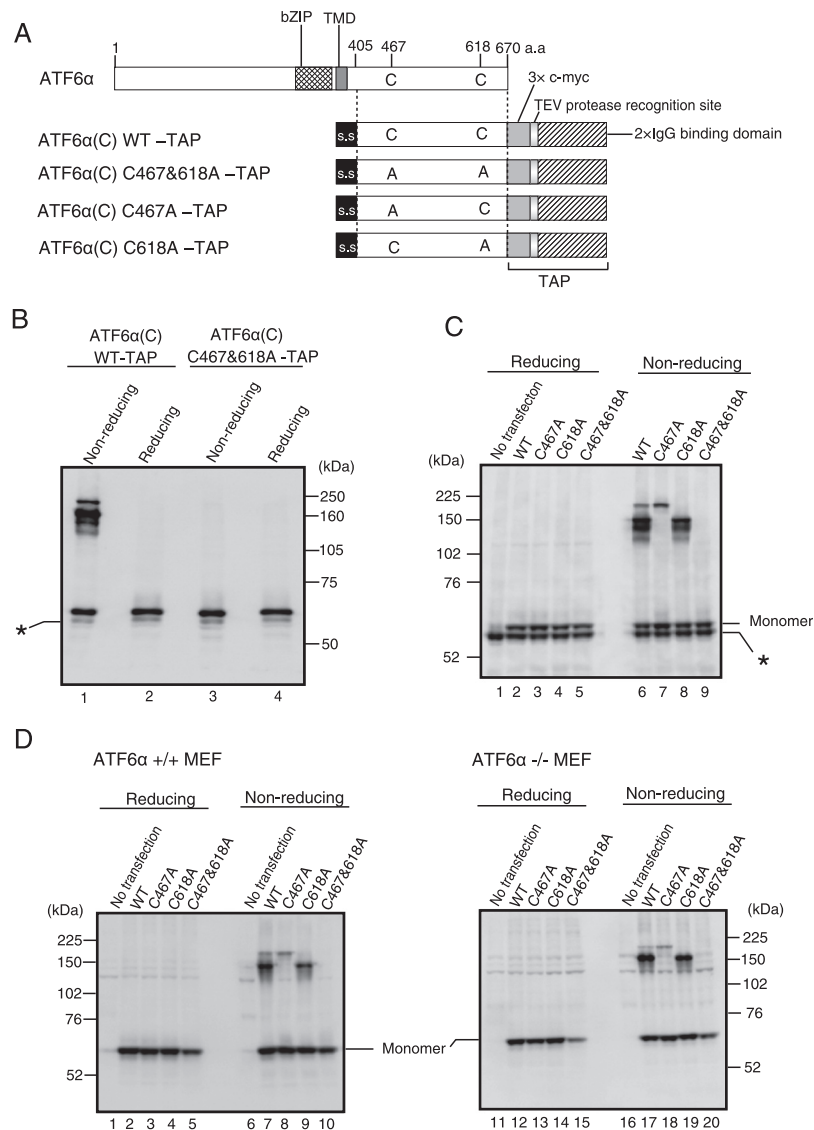 A
bZIP TMD
1 405 467 618 670 a.a
ATF6α C C
3× c-myc
TEV protease recognition site
ATF6α(C) WT –TAP s.s C C 2×IgG binding domain
ATF6α(C) C467&618A –TAP s.s A A
ATF6α(C) C467A –TAP s.s A C
ATF6α(C) C618A –TAP s.s C A
TAP
B
ATF6α(C) WT-TAP
ATF6α(C) C467&618A -TAP
Non-reducing
Reducing
Non-reducing
Reducing
(kDa)
250
160
105
75
50
*
1 2 3 4
C
Reducing
Non-reducing
No transfecton
WT
C467A
C618A
C467&618A
WT
C467A
C618A
C467&618A
(kDa)
225
150
102
76
52
Monomer
*
1 2 3 4 5 6 7 8 9
D
ATF6α +/+ MEF
Reducing
Non-reducing
No transfection
WT
C467A
C618A
C467&618A
No transfection
WT
C467A
C618A
C467&618A
(kDa)
225
150
102
76
52
Monomer
1 2 3 4 5 6 7 8 9 10
ATF6α -/- MEF
Reducing
Non-reducing
No transfection
WT
C467A
C618A
C467&618A
No transfection
WT
C467A
C618A
C467&618A
(kDa)
225
150
102
76
52
11 12 13 14 15 16 17 18 19 20